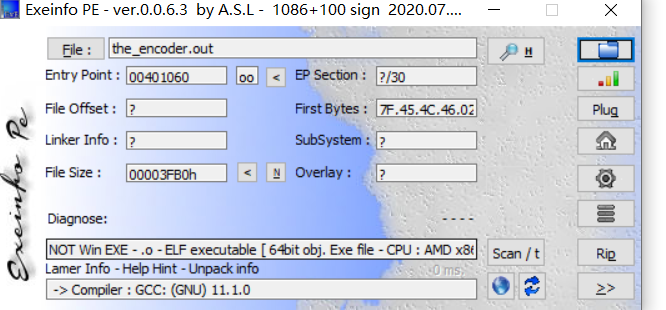 Exeinfo PE - ver.0.0.6.3 by A.S.L - 1086+100 sign 2020.07....
File : the_encoder.out H
Entry Point : 00401060 oo < EP Section : ?/30
File Offset : ? First Bytes : 7F.45.4C.46.02 Plug
Linker Info : ? SubSystem : ?
File Size : 00003FB0h < N Overlay : ?
Diagnose: - - - -
NOT Win EXE - .o - ELF executable [ 64bit obj. Exe file - CPU : AMD x86 Scan / t Rip
Lamer Info - Help Hint - Unpack info -0 ms.
-> Compiler : GCC: (GNU) 11.1.0 >>
Exeinfo Pe